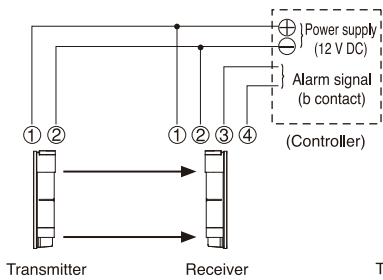 ⊕ Power supply
⊖ (12 V DC)
Alarm signal
(b contact)
① ② ① ② ③ ④
(Controller)
Transmitter Receiver T